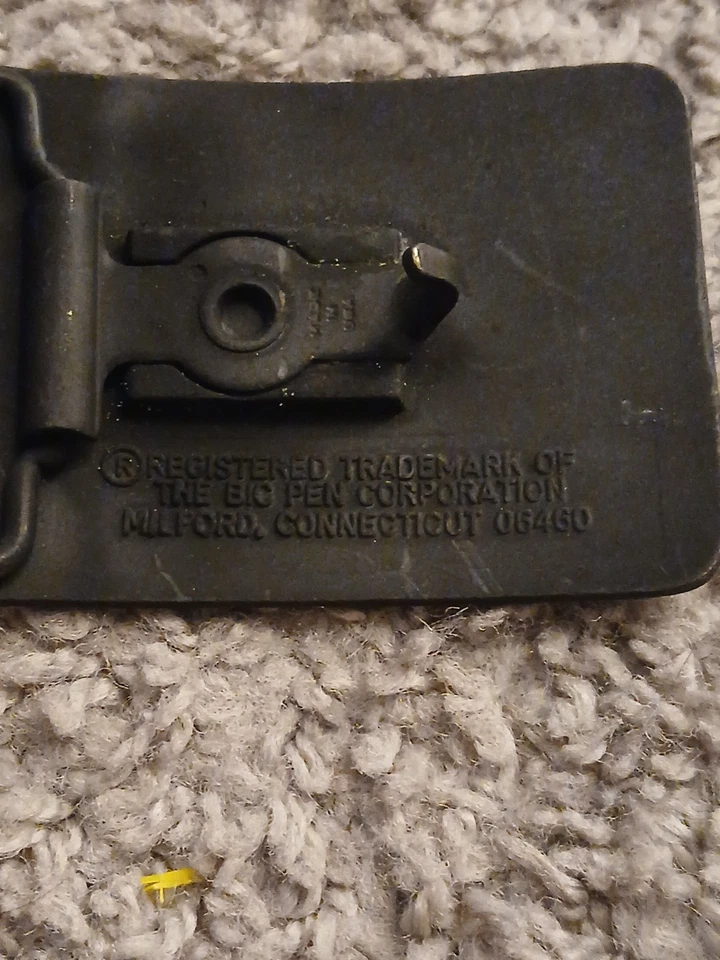 ® REGISTERED TRADEMARK OF
THE BIC PEN CORPORATION
MILFORD, CONNECTICUT 06460